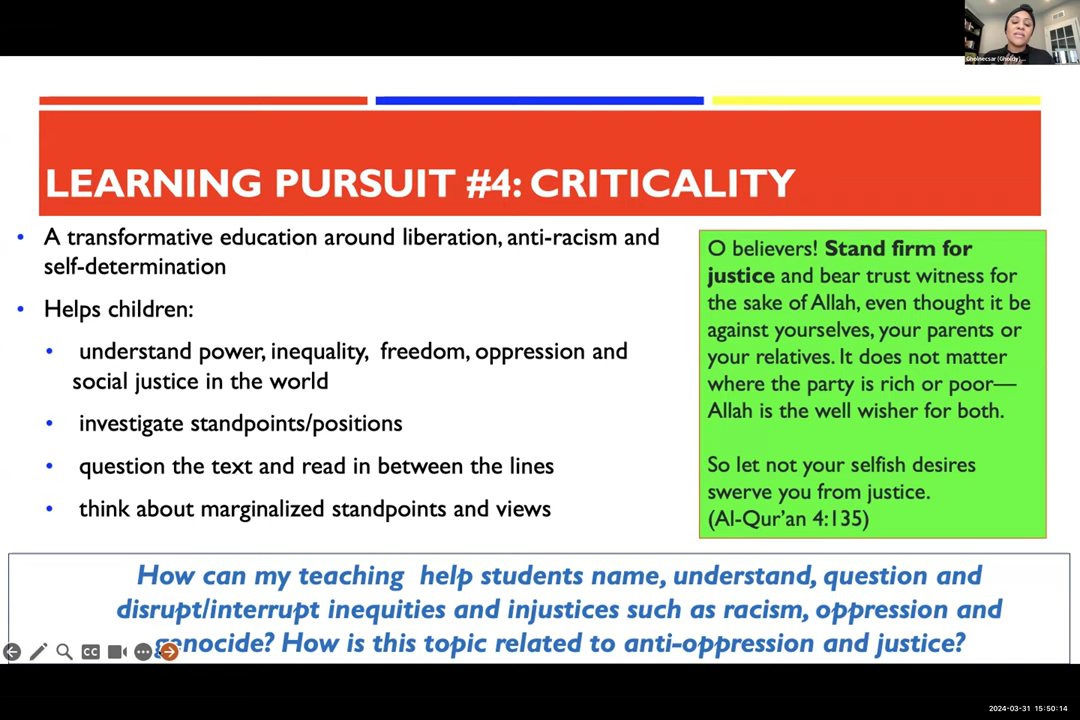 Gholnecsar (Gholdy)...
LEARNING PURSUIT #4: CRITICALITY
A transformative education around liberation, anti-racism and
self-determination
Helps children:
understand power, inequality, freedom, oppression and
social justice in the world
investigate standpoints/positions
question the text and read in between the lines
think about marginalized standpoints and views
O believers! Stand firm for
justice and bear trust witness for
the sake of Allah, even thought it be
against yourselves, your parents or
your relatives. It does not matter
where the party is rich or poor—
Allah is the well wisher for both.
So let not your selfish desires
swerve you from justice.
(Al-Qur'an 4:135)
How can my teaching help students name, understand, question and
disrupt/interrupt inequities and injustices such as racism, oppression and
genocide? How is this topic related to anti-oppression and justice?
CC
2024-03-31 15:50:14